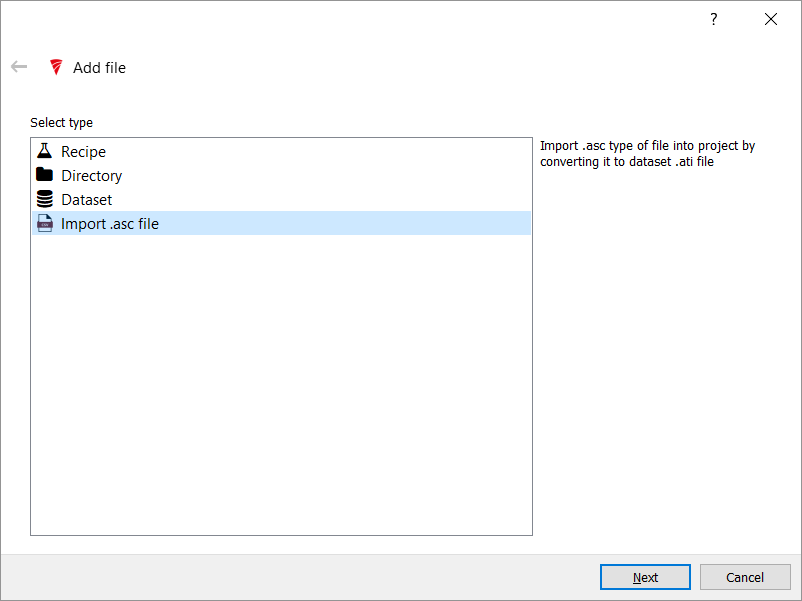 ?
Add file
Select type
Recipe
Directory
Dataset
Import .asc file
Import .asc type of file into project by
converting it to dataset .ati file
Next
Cancel